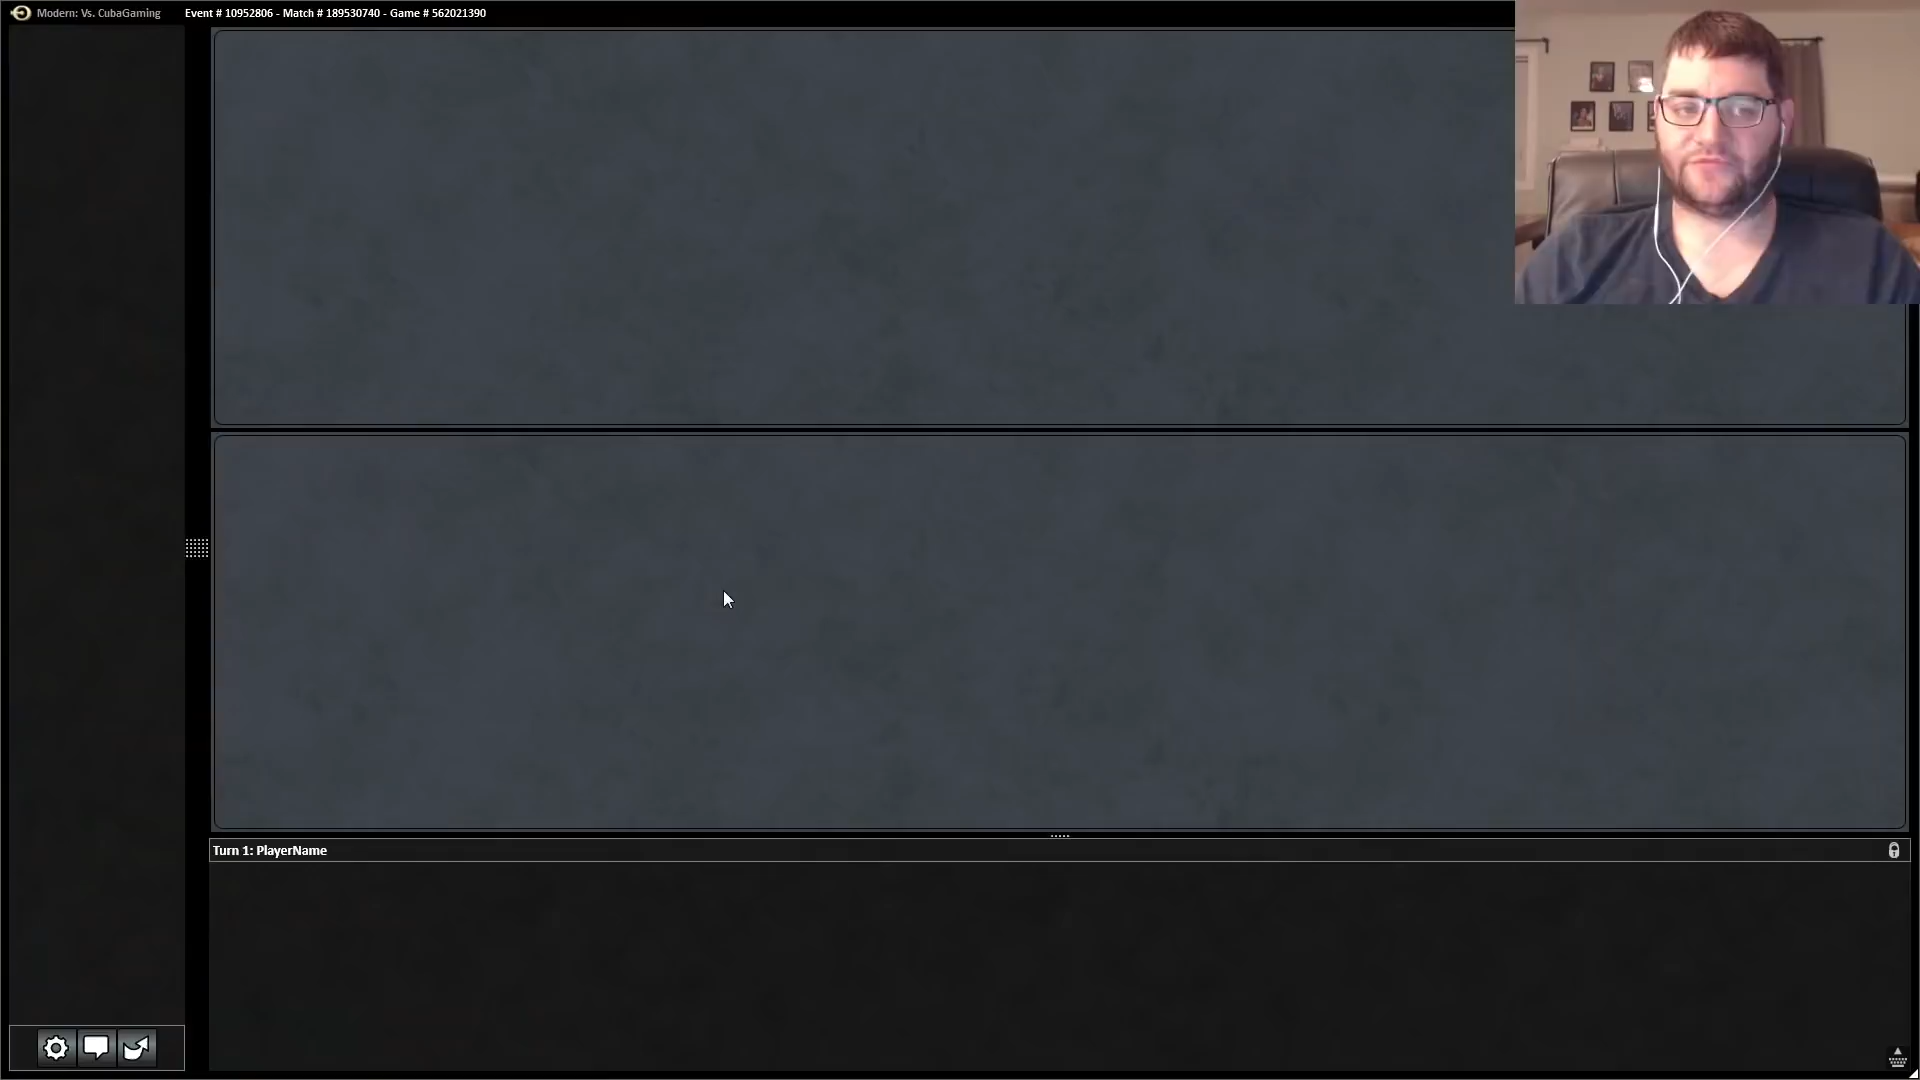 Modern: Vs. CubaGaming
Event # 10952806 - Match # 189530740 - Game # 562021390
Turn 1: PlayerName